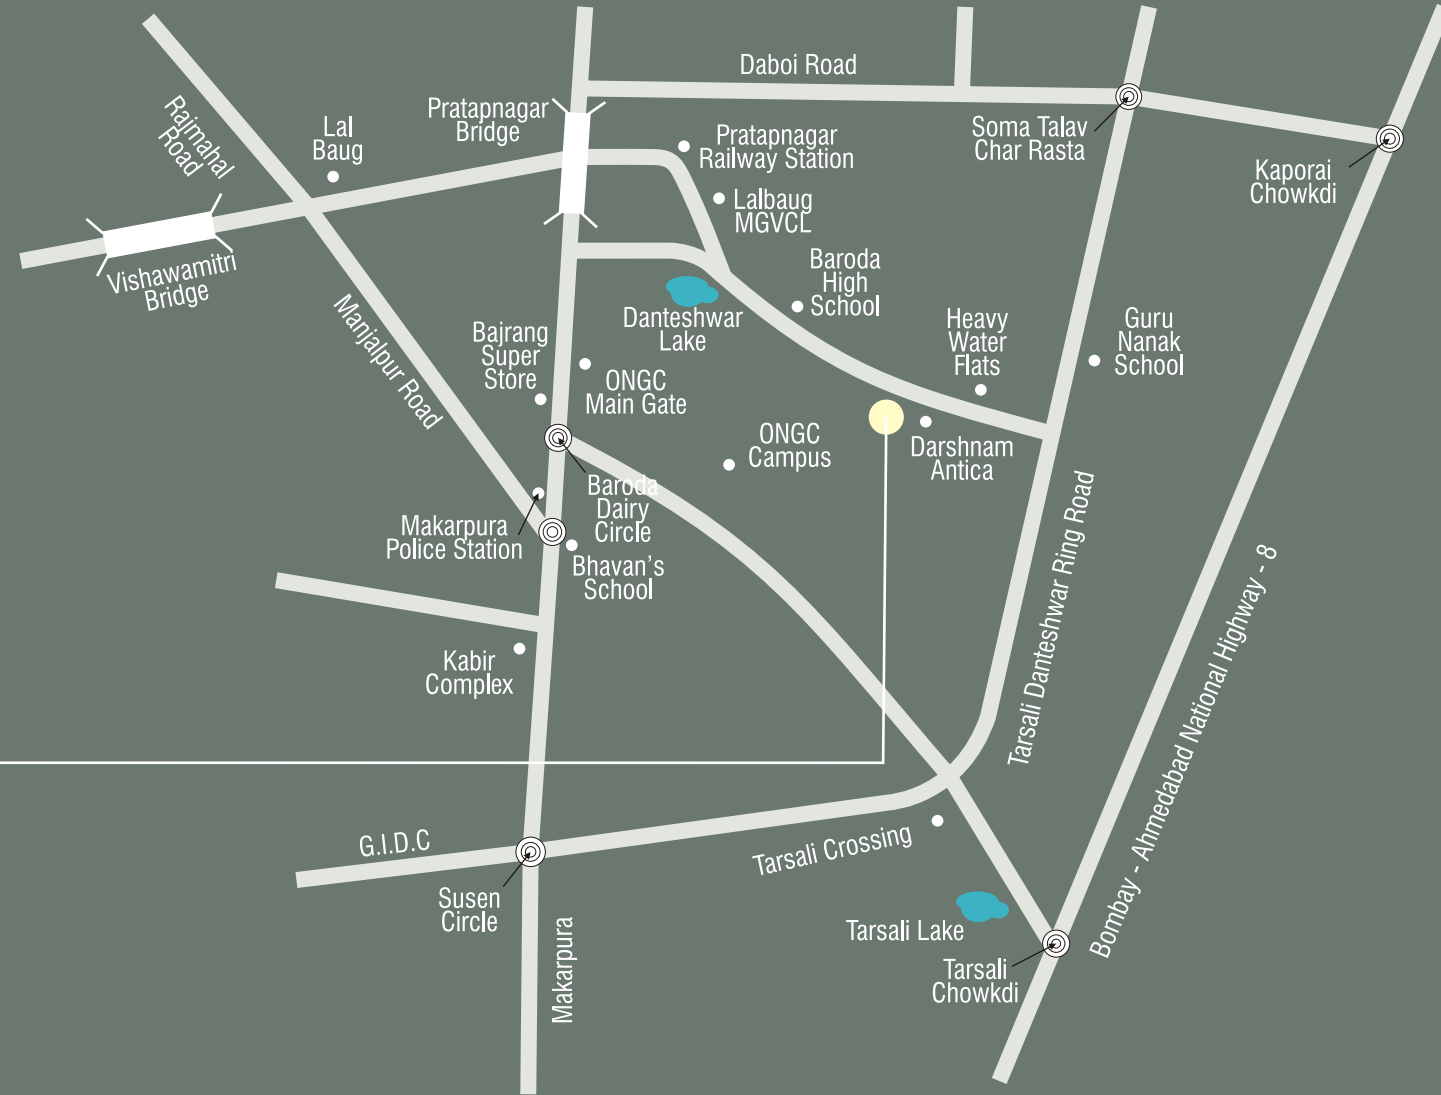 Daboi Road
Rajmahal
Road
Lal
Baug
Pratapnagar
Bridge
Pratapnagar
Railway Station
Soma Talav
Char Rasta
Kaporai
Chowkdi
Lalbaug
MGVCL
Vishawamitri
Bridge
Baroda
High
School
Manjalpur Road
Danteshwar
Lake
Bajrang
Super
Store
Heavy
Water
Flats
Guru
Nanak
School
ONGC
Main Gate
ONGC
Campus
Darshnam
Antica
Baroda
Dairy
Circle
Makarpura
Police Station
Bhavan's
School
Tarsali Danteshwar Ring Road
Bombay - Ahmedabad National Highway - 8
Kabir
Complex
G.I.D.C
Tarsali Crossing
Susen
Circle
Makarpura
Tarsali Lake
Tarsali
Chowkdi